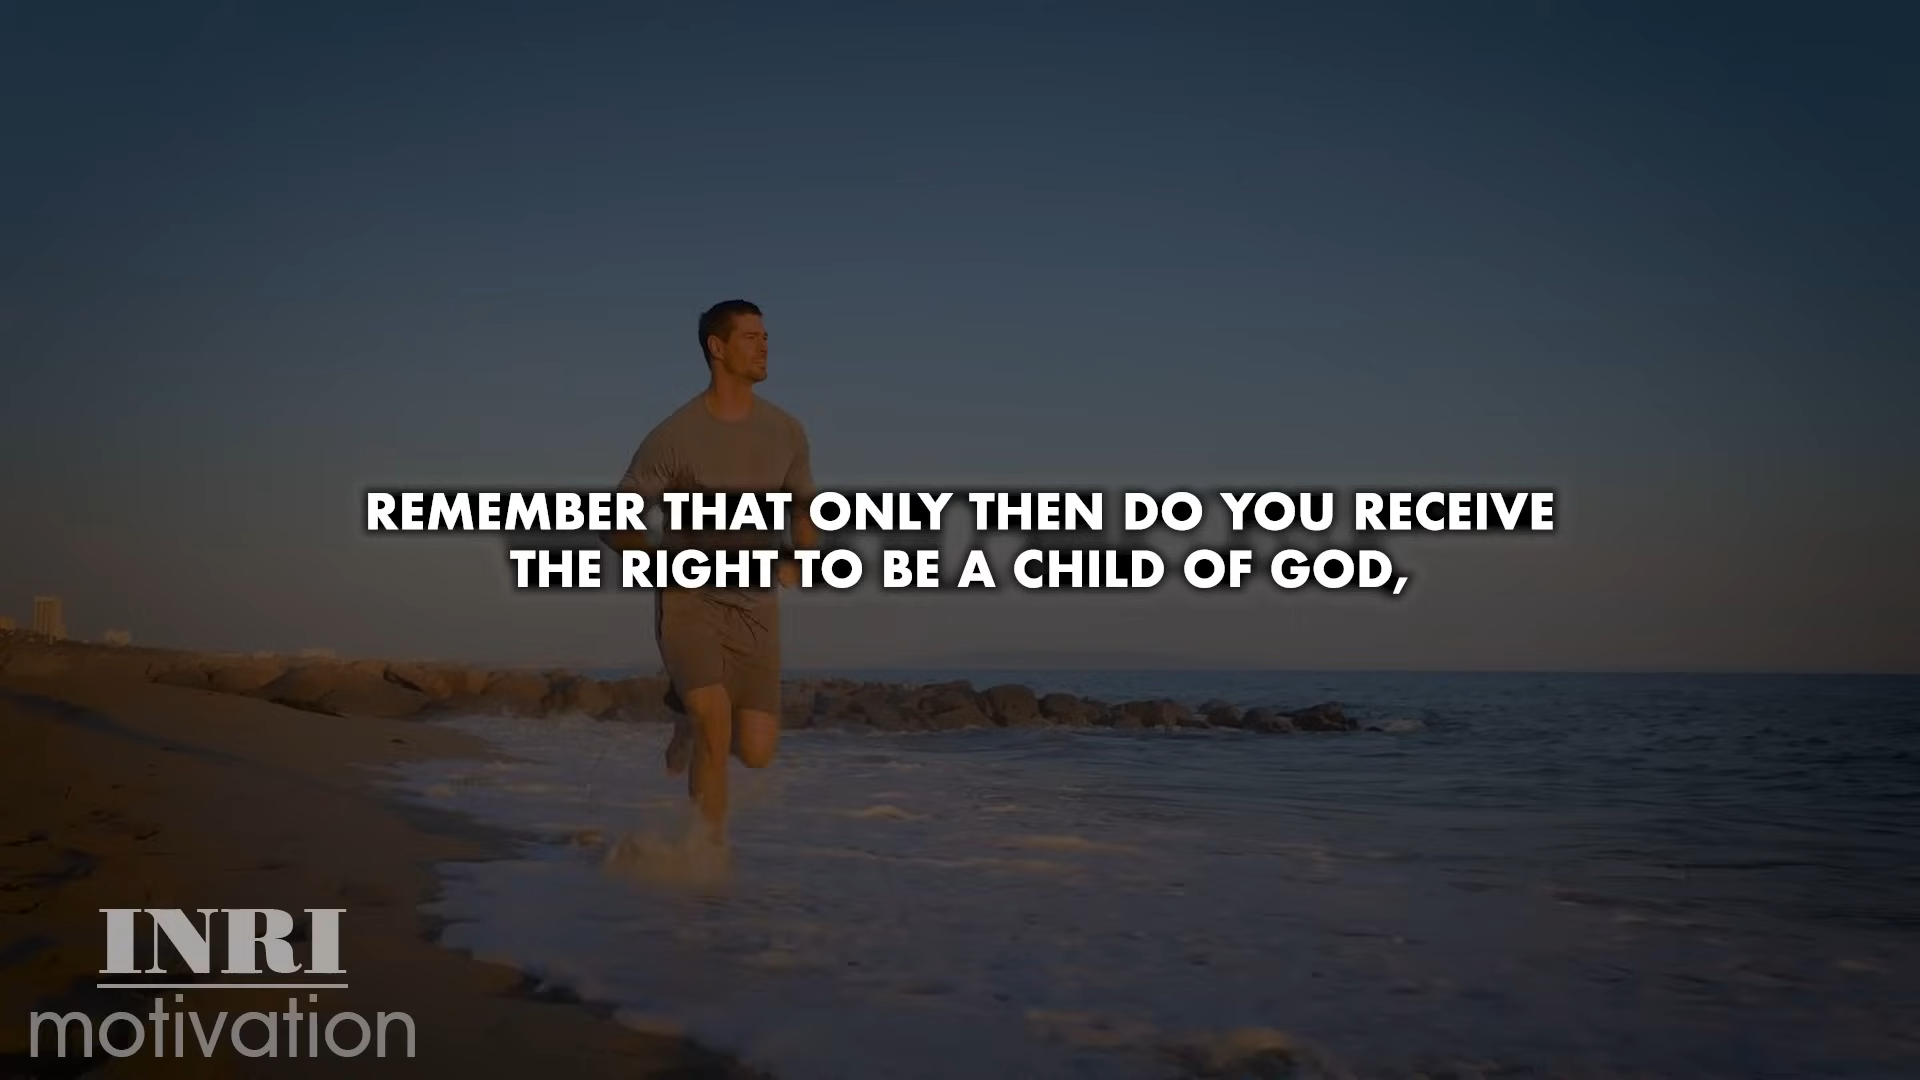 REMEMBER THAT ONLY THEN DO YOU RECEIVE
THE RIGHT TO BE A CHILD OF GOD,
INRI
motivation